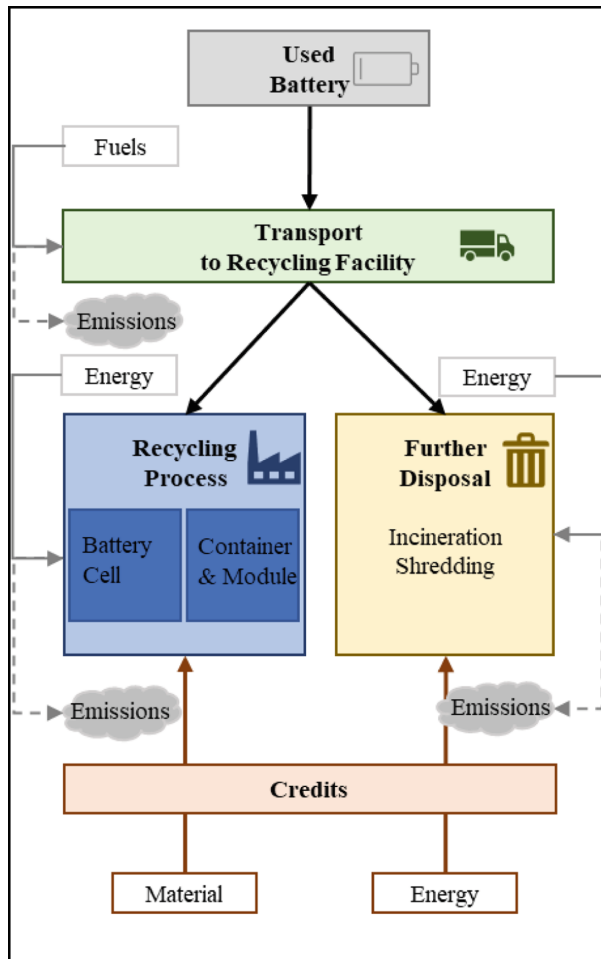 Used
Battery
Fuels
Transport
to Recycling Facility
Emissions
Energy
Energy
Recycling
Process
Further
Disposal
Battery
Cell
Container
& Module
Incineration
Shredding
Emissions
Emissions
Credits
Material
Energy